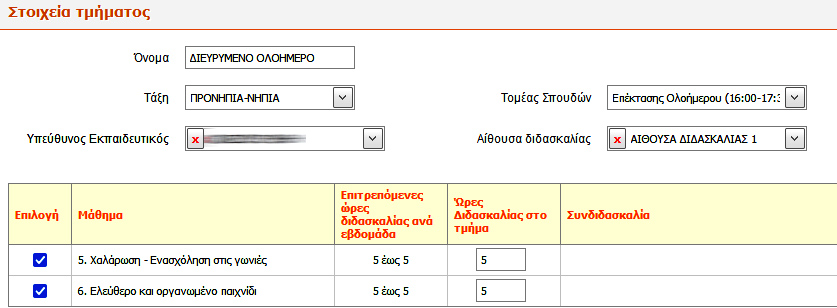 Στοιχεία τμήματος
Όνομα ΔΙΕΥΡΥΜΕΝΟ ΟΛΟΗΜΕΡΟ
Τάξη ΠΡΟΝΗΠΙΑ-ΝΗΠΙΑ Τομέας Σπουδών Επέκτασης Ολοήμερου (16:00-17:3
Υπεύθυνος Εκπαιδευτικός x Αίθουσα διδασκαλίας x ΑΙΘΟΥΣΑ ΔΙΔΑΣΚΑΛΙΑΣ 1
Επιλογή Μάθημα Επιτρεπόμενες ώρες διδασκαλίας ανά εβδομάδα Ώρες Διδασκαλίας στο τμήμα Συνδιδασκαλία
5. Χαλάρωση - Ενασχόληση στις γωνιές 5 έως 5 5
6. Ελεύθερο και οργανωμένο παιχνίδι 5 έως 5 5